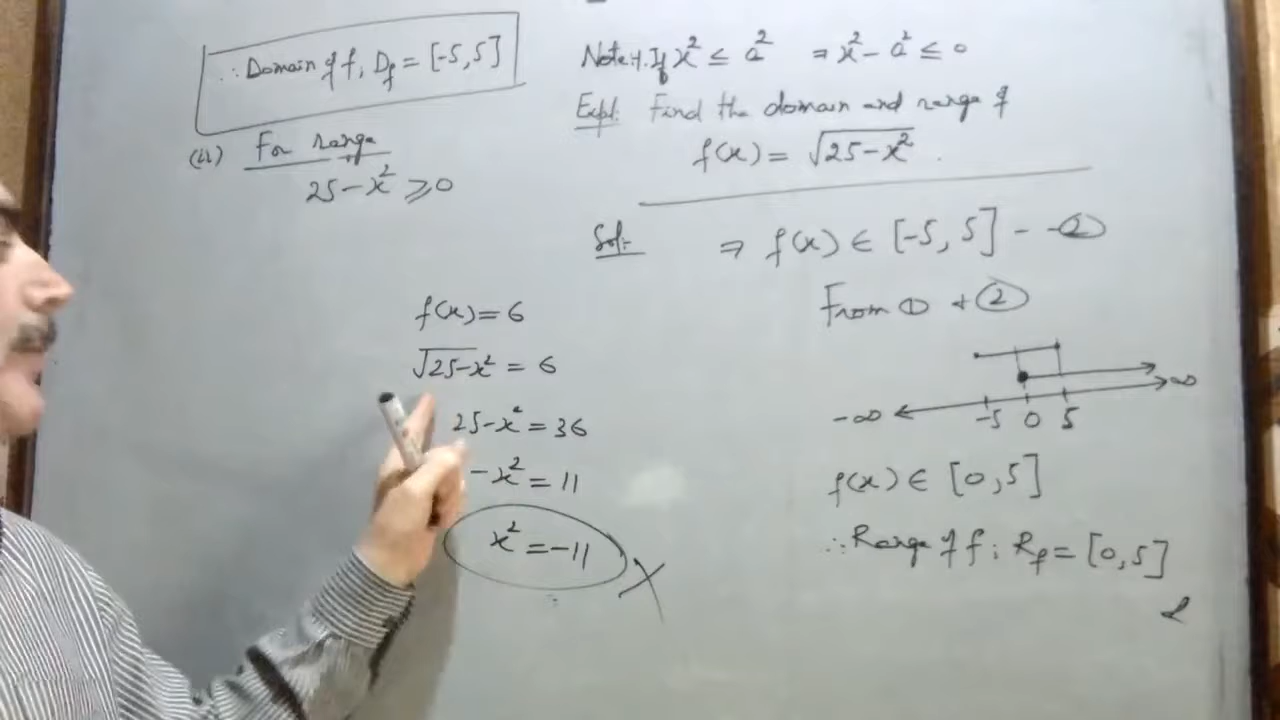 ∴ Domain of f, D_f = [-5, 5]
(ii) For range
25 - x² ⩾ 0
f(x) = 6
√25-x² = 6
25 - x² = 36
- x² = 11
x² = -11 X
Note:-1. If x² ≤ a² ⇒ x² - a² ≤ 0
Expl: Find the domain and range of
f(x) = √25 - x² .
Sol:- ⇒ f(x) ∈ [-5, 5] -- ②
From ① + ②
-∞ -5 0 5 ∞
f(x) ∈ [0, 5]
∴ Range of f; R_f = [0, 5]